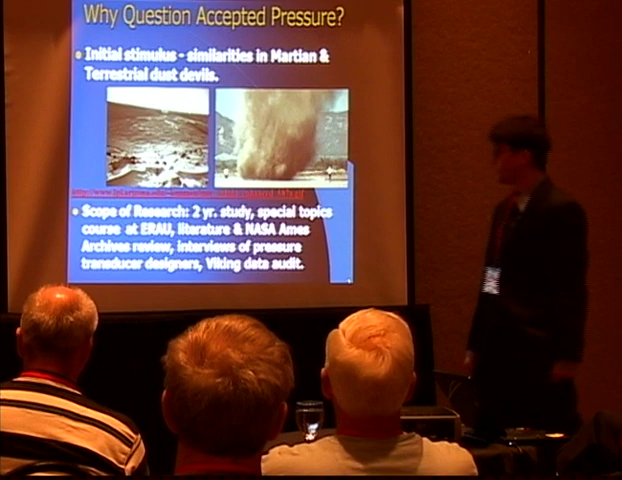 Why Question Accepted Pressure?
• Initial stimulus - similarities in Martian &
Terrestrial dust devils.
• Scope of Research: 2 yr. study, special topics
course at ERAU, literature & NASA Ames
Archives review, interviews of pressure
transducer designers, Viking data audit.